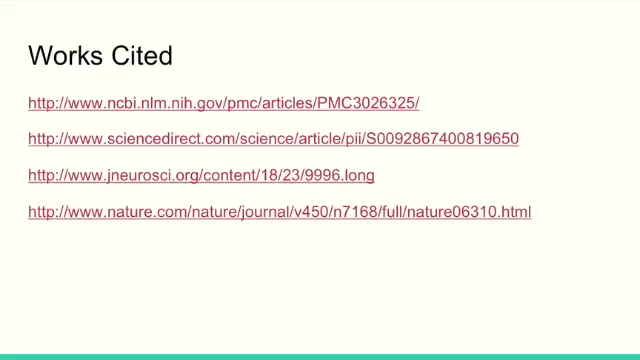 Works Cited
http://www.ncbi.nlm.nih.gov/pmc/articles/PMC3026325/
http://www.sciencedirect.com/science/article/pii/S0092867400819650
http://www.jneurosci.org/content/18/23/9996.long
http://www.nature.com/nature/journal/v450/n7168/full/nature06310.html